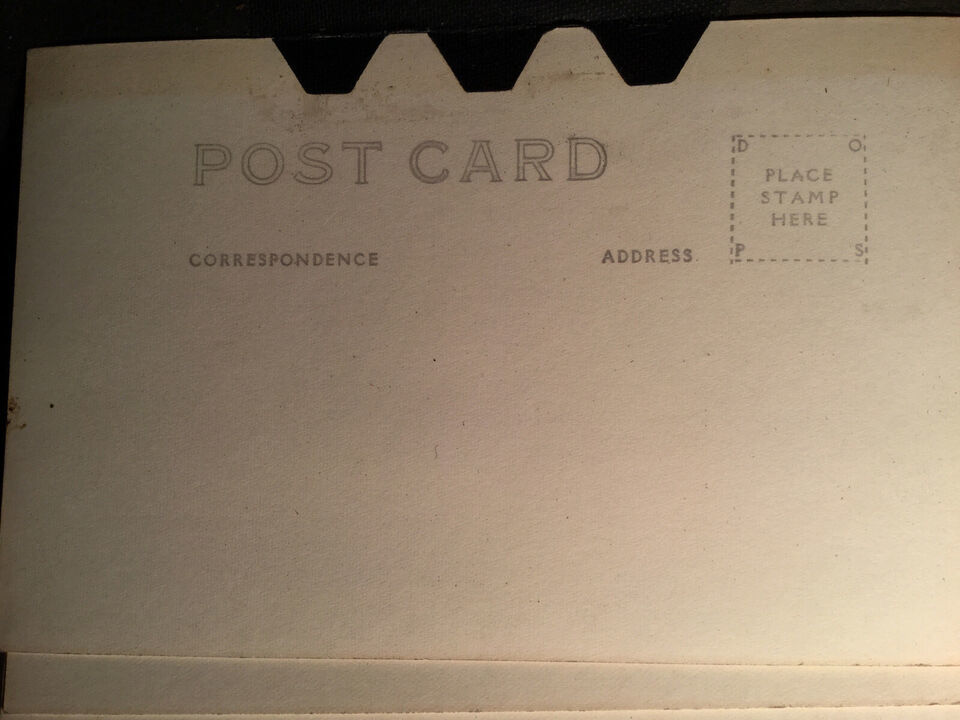 POST CARD
CORRESPONDENCE
ADDRESS
D O
PLACE
STAMP
HERE
P S